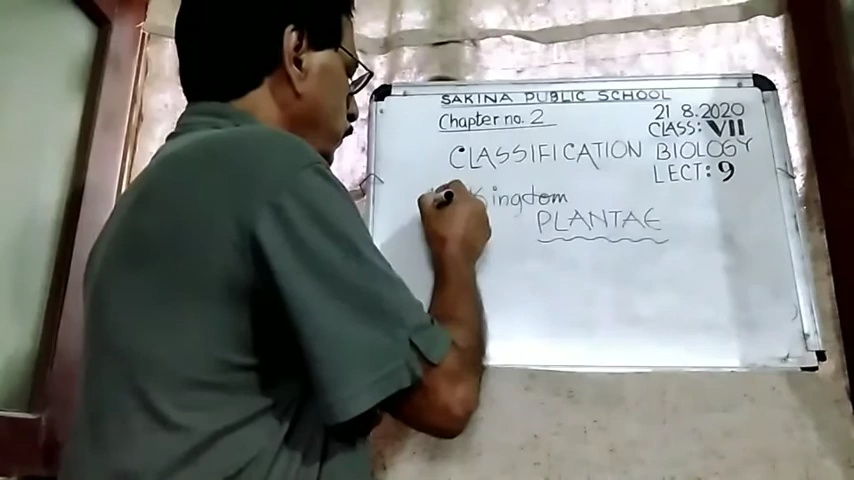 SAKINA PUBLIC SCHOOL
Chapter no. 2
21 8.2020
CLASS: VII
CLASSIFICATION BIOLOGY
LECT: 9
Kingdom
PLANTAE